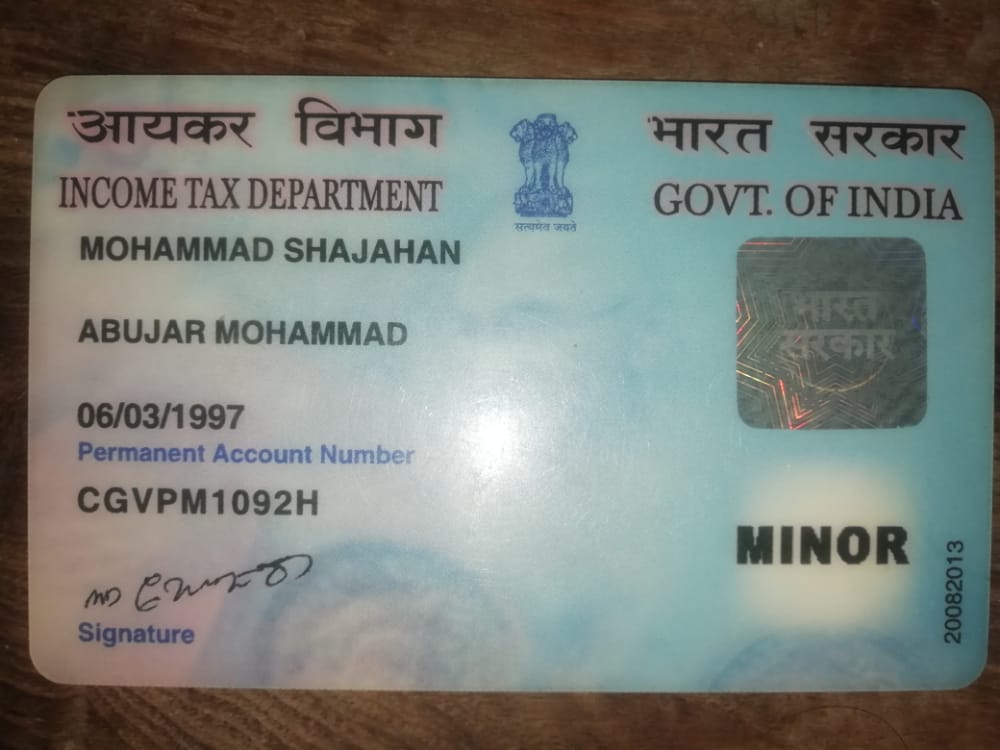 आयकर विभाग
INCOME TAX DEPARTMENT
सत्यमेव जयते
भारत सरकार
GOVT. OF INDIA
MOHAMMAD SHAJAHAN
ABUJAR MOHAMMAD
06/03/1997
Permanent Account Number
CGVPM1092H
Signature
भारत
सरकार
MINOR
20082013